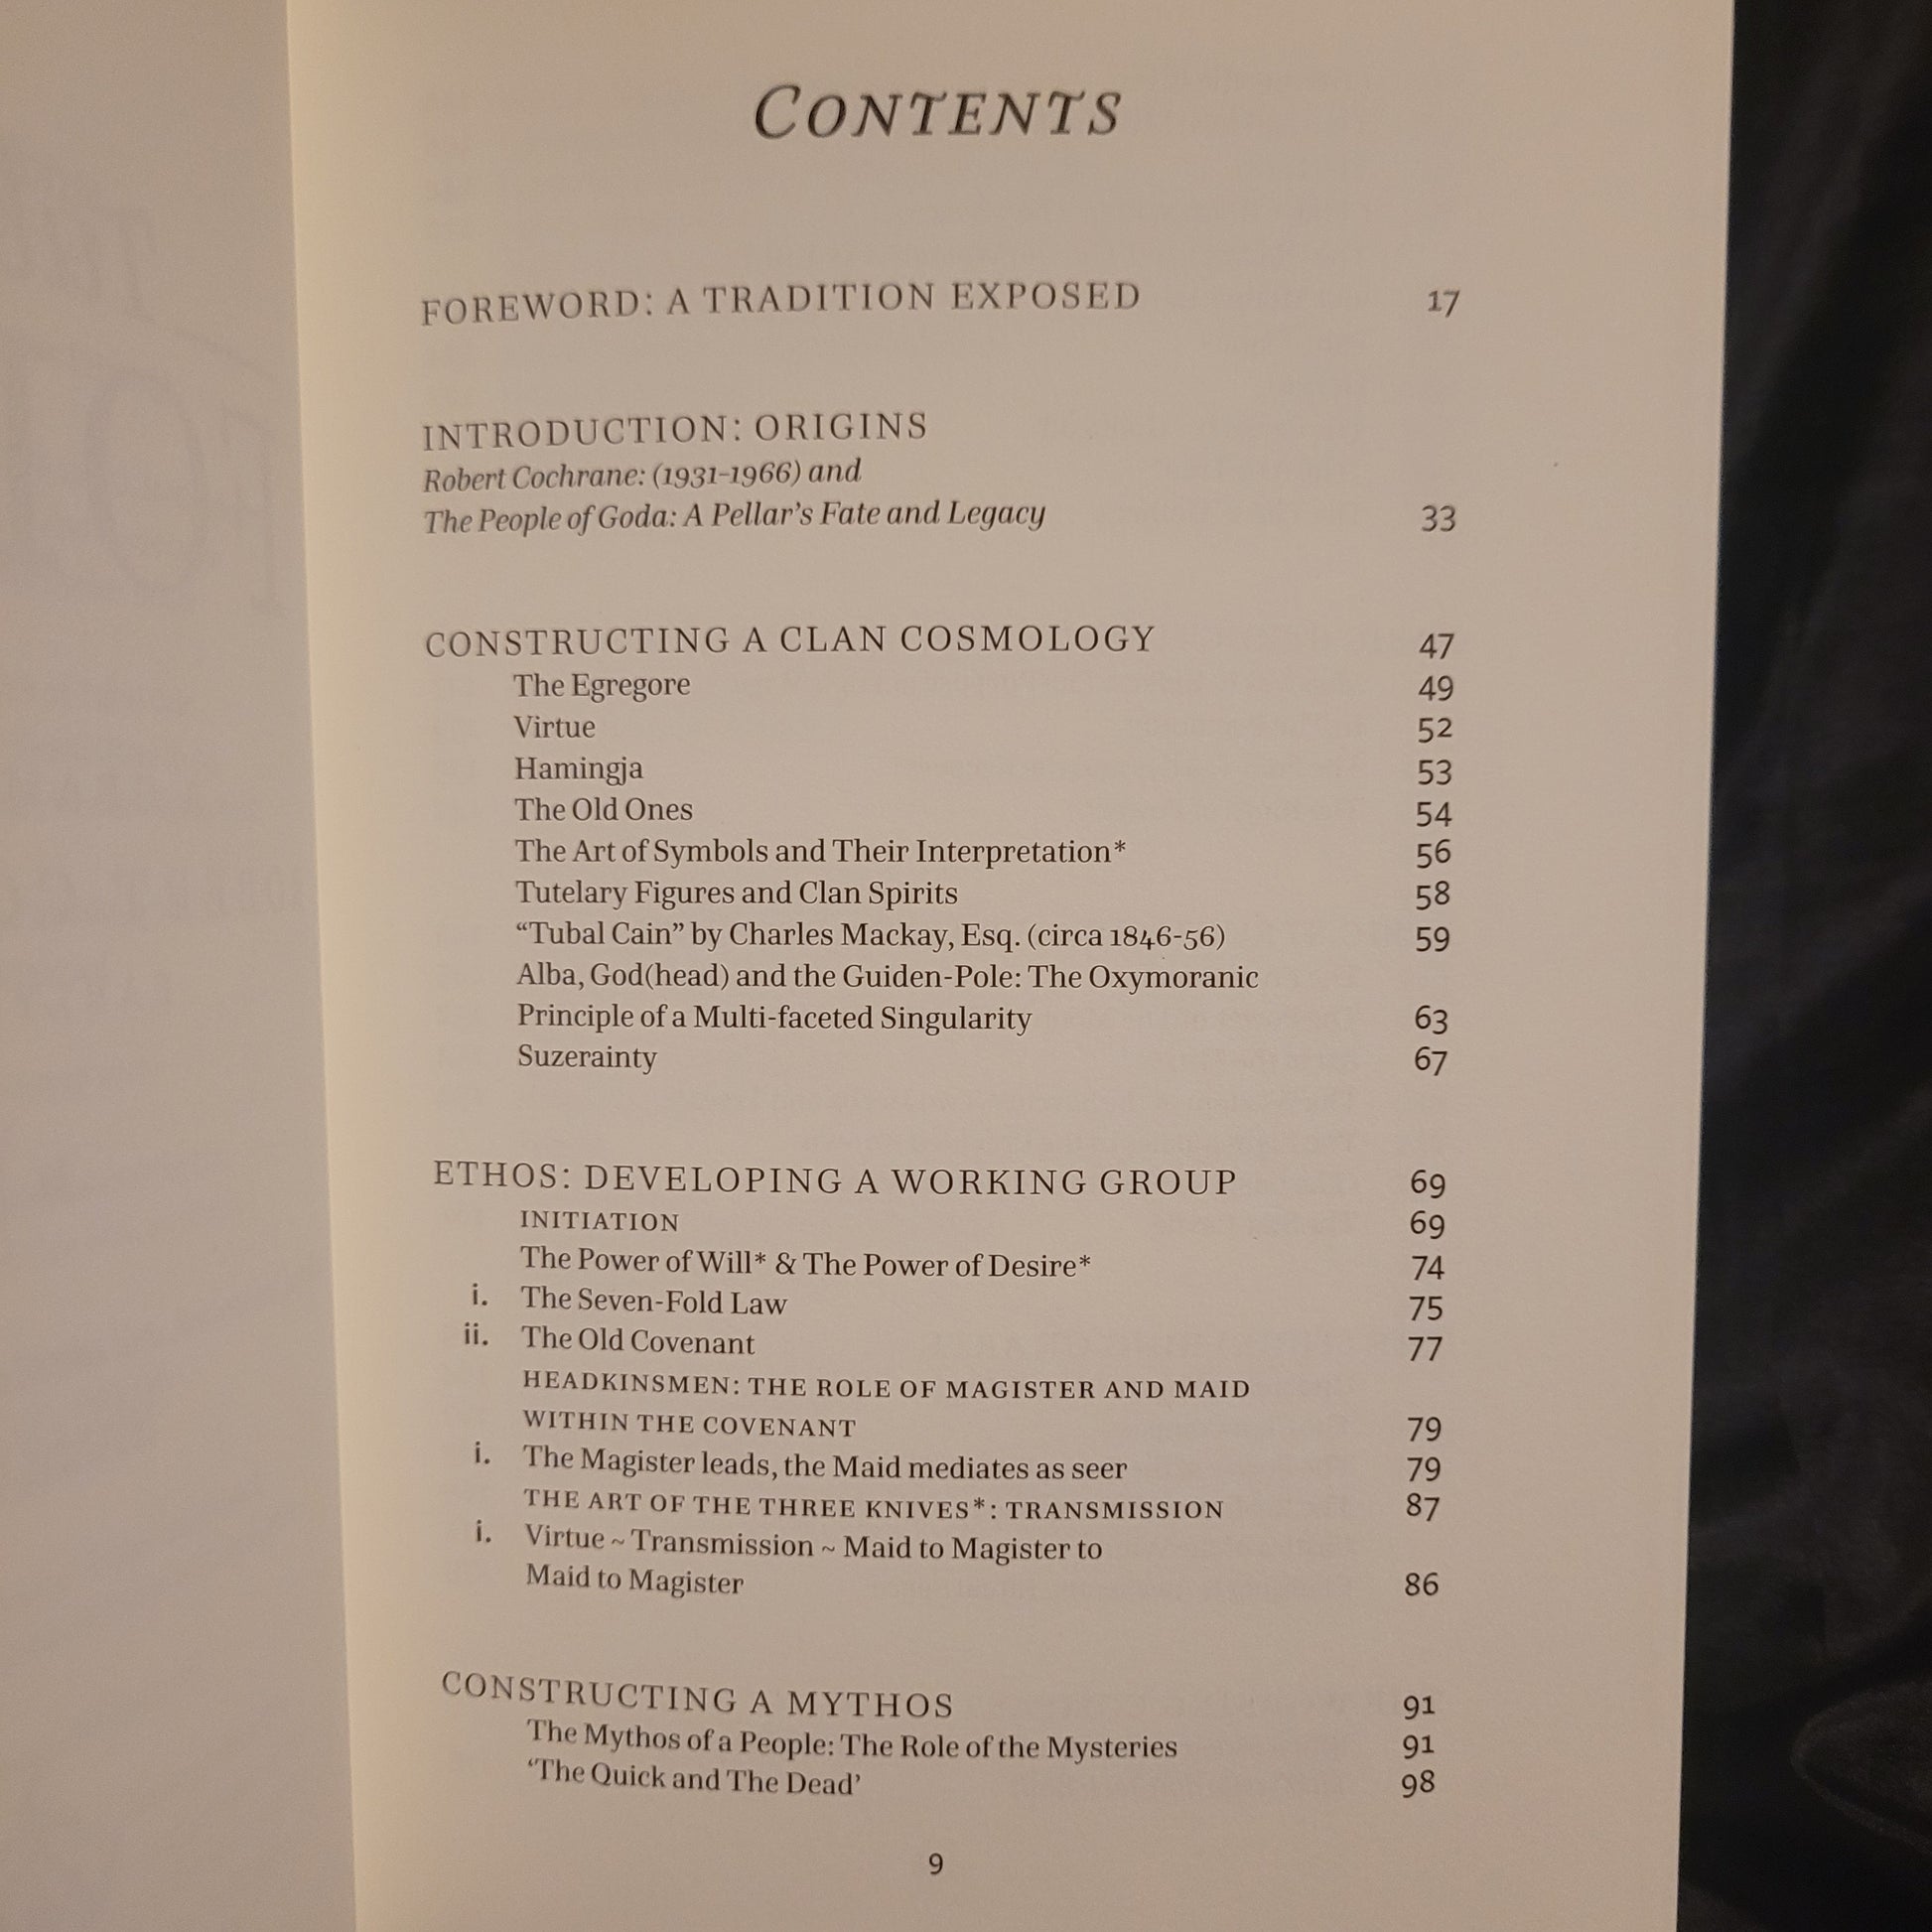 CONTENTS
FOREWORD: A TRADITION EXPOSED 17
INTRODUCTION: ORIGINS
Robert Cochrane: (1931-1966) and
The People of Goda: A Pellar's Fate and Legacy 33
CONSTRUCTING A CLAN COSMOLOGY 47
The Egregore 49
Virtue 52
Hamingja 53
The Old Ones 54
The Art of Symbols and Their Interpretation* 56
Tutelary Figures and Clan Spirits 58
“Tubal Cain” by Charles Mackay, Esq. (circa 1846-56) 59
Alba, God(head) and the Guiden-Pole: The Oxymoranic
Principle of a Multi-faceted Singularity 63
Suzerainty 67
ETHOS: DEVELOPING A WORKING GROUP 69
INITIATION 69
The Power of Will* & The Power of Desire* 74
i. The Seven-Fold Law 75
ii. The Old Covenant 77
HEADKINSMEN: THE ROLE OF MAGISTER AND MAID
WITHIN THE COVENANT 79
i. The Magister leads, the Maid mediates as seer 79
THE ART OF THE THREE KNIVES*: TRANSMISSION 87
i. Virtue ~ Transmission ~ Maid to Magister to
Maid to Magister 86
CONSTRUCTING A MYTHOS 91
The Mythos of a People: The Role of the Mysteries 91
‘The Quick and The Dead’ 98
9